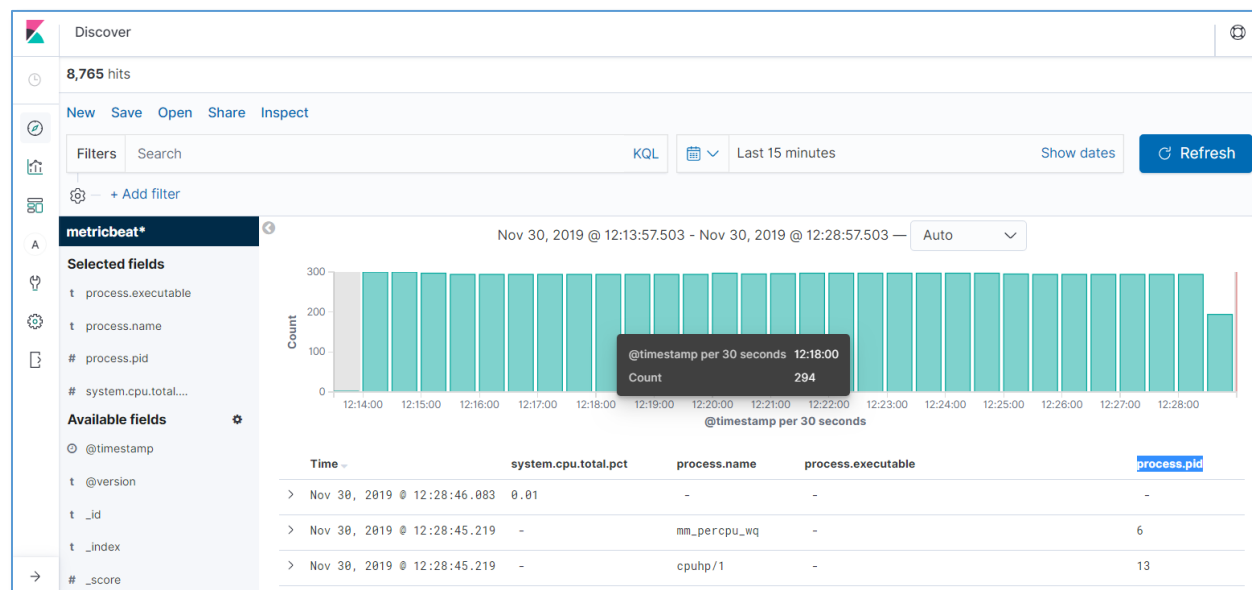 Discover
8,765 hits
New Save Open Share Inspect
Filters Search KQL Last 15 minutes Show dates Refresh
+ Add filter
metricbeat*
Nov 30, 2019 @ 12:13:57.503 - Nov 30, 2019 @ 12:28:57.503 — Auto
A
Selected fields
t process.executable
t process.name
# process.pid
# system.cpu.total....
Available fields
@timestamp
t @version
t _id
t _index
# _score
Count
300
200
100
0
@timestamp per 30 seconds 12:18:00
Count 294
12:14:00 12:15:00 12:16:00 12:17:00 12:18:00 12:19:00 12:20:00 12:21:00 12:22:00 12:23:00 12:24:00 12:25:00 12:26:00 12:27:00 12:28:00
@timestamp per 30 seconds
Time system.cpu.total.pct process.name process.executable process.pid
Nov 30, 2019 @ 12:28:46.083 0.01 - - -
Nov 30, 2019 @ 12:28:45.219 - mm_percpu_wq - 6
Nov 30, 2019 @ 12:28:45.219 - cpuhp/1 - 13